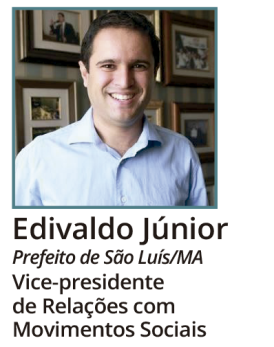 Edivaldo Júnior
Prefeito de São Luís/MA
Vice-presidente
de Relações com
Movimentos Sociais